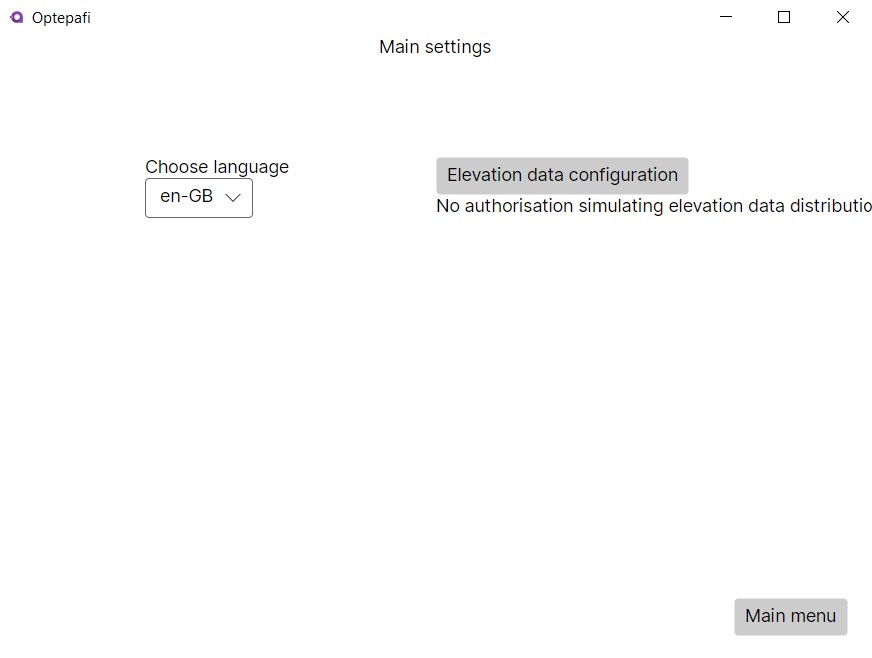 Optepafi
Main settings
Choose language
en-GB
Elevation data configuration
No authorisation simulating elevation data distributio
Main menu